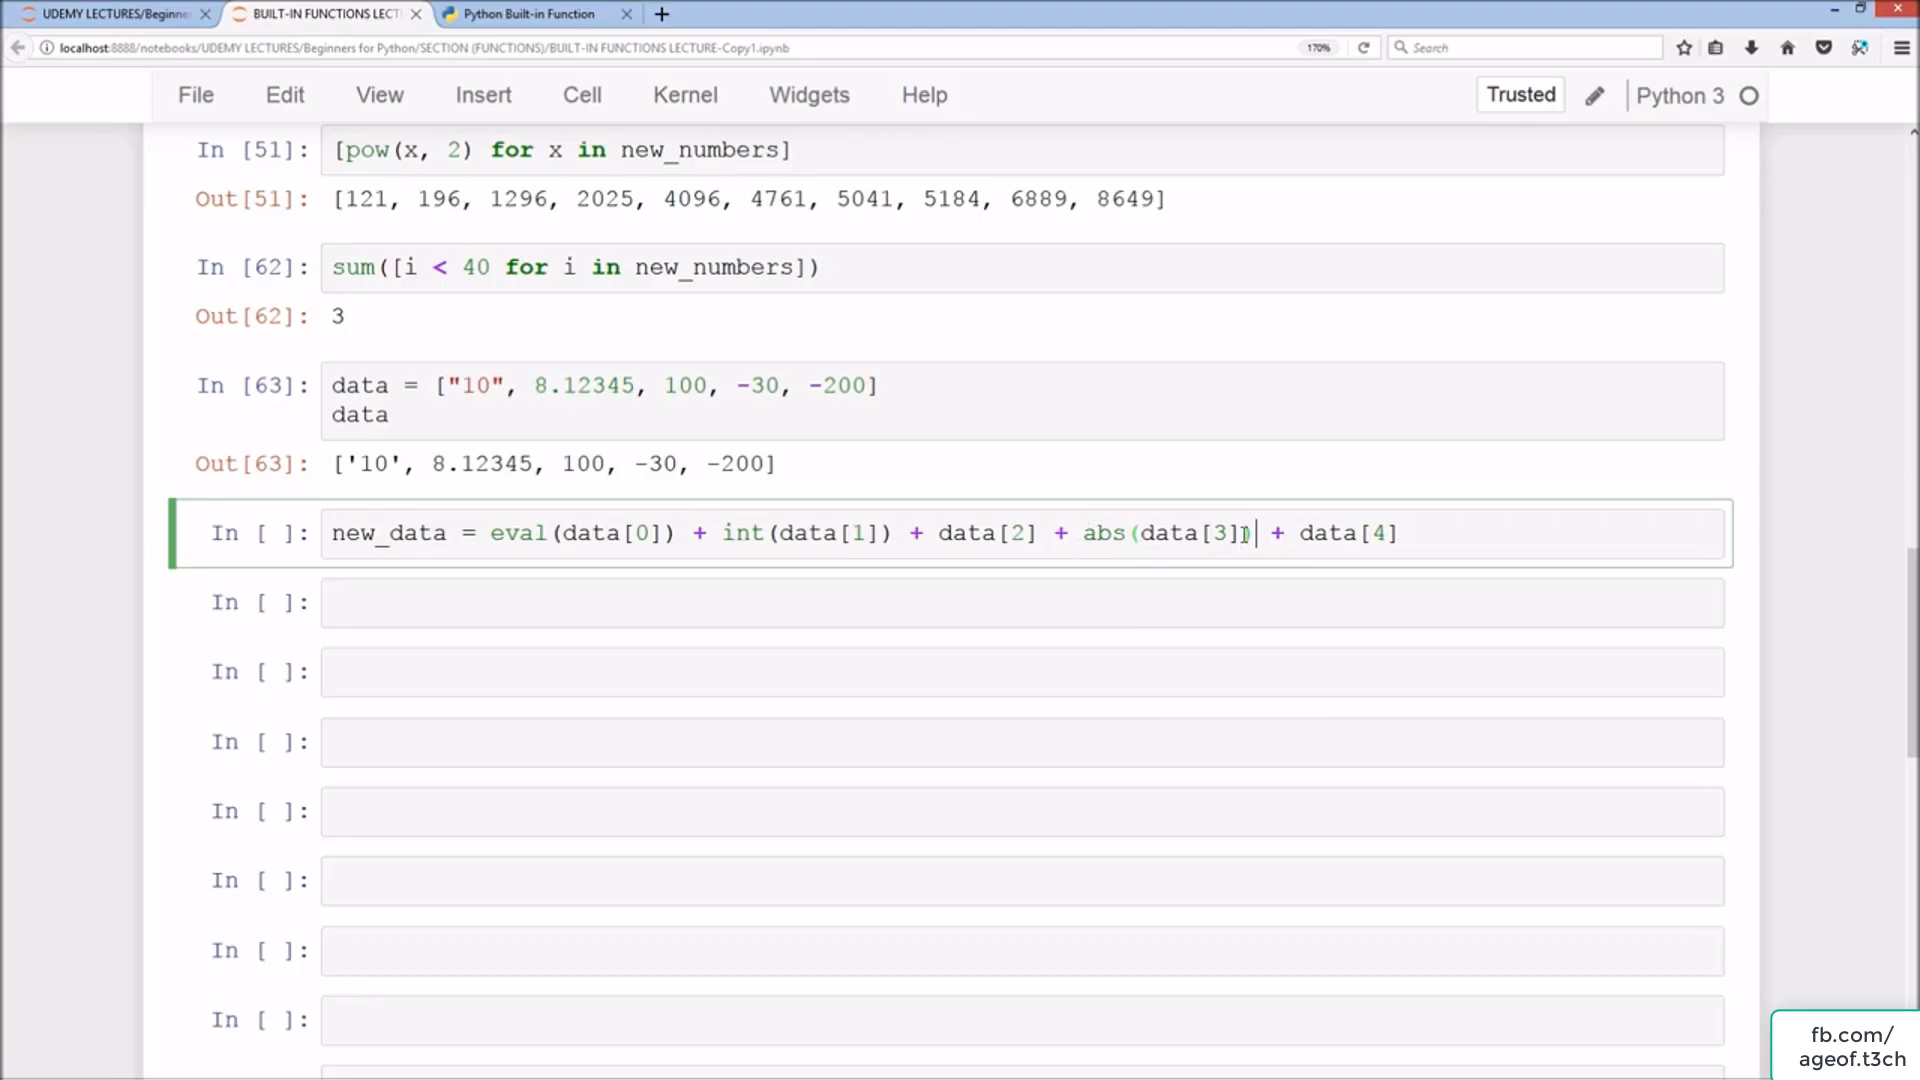 UDEMY LECTURES/Beginne
BUILT-IN FUNCTIONS LECT
Python Built-in Function
localhost:8888/notebooks/UDEMY LECTURES/Beginners for Python/SECTION (FUNCTIONS)/BUILT-IN FUNCTIONS LECTURE-Copy1.ipynb
170%
Search
File Edit View Insert Cell Kernel Widgets Help
Trusted
Python 3
In [51]: [pow(x, 2) for x in new_numbers]
Out[51]: [121, 196, 1296, 2025, 4096, 4761, 5041, 5184, 6889, 8649]
In [62]: sum([i < 40 for i in new_numbers])
Out[62]: 3
In [63]: data = ["10", 8.12345, 100, -30, -200]
data
Out[63]: ['10', 8.12345, 100, -30, -200]
In [ ]: new_data = eval(data[0]) + int(data[1]) + data[2] + abs(data[3]) + data[4]
In [ ]:
In [ ]:
In [ ]:
In [ ]:
In [ ]:
In [ ]:
In [ ]:
fb.com/
ageof.t3ch